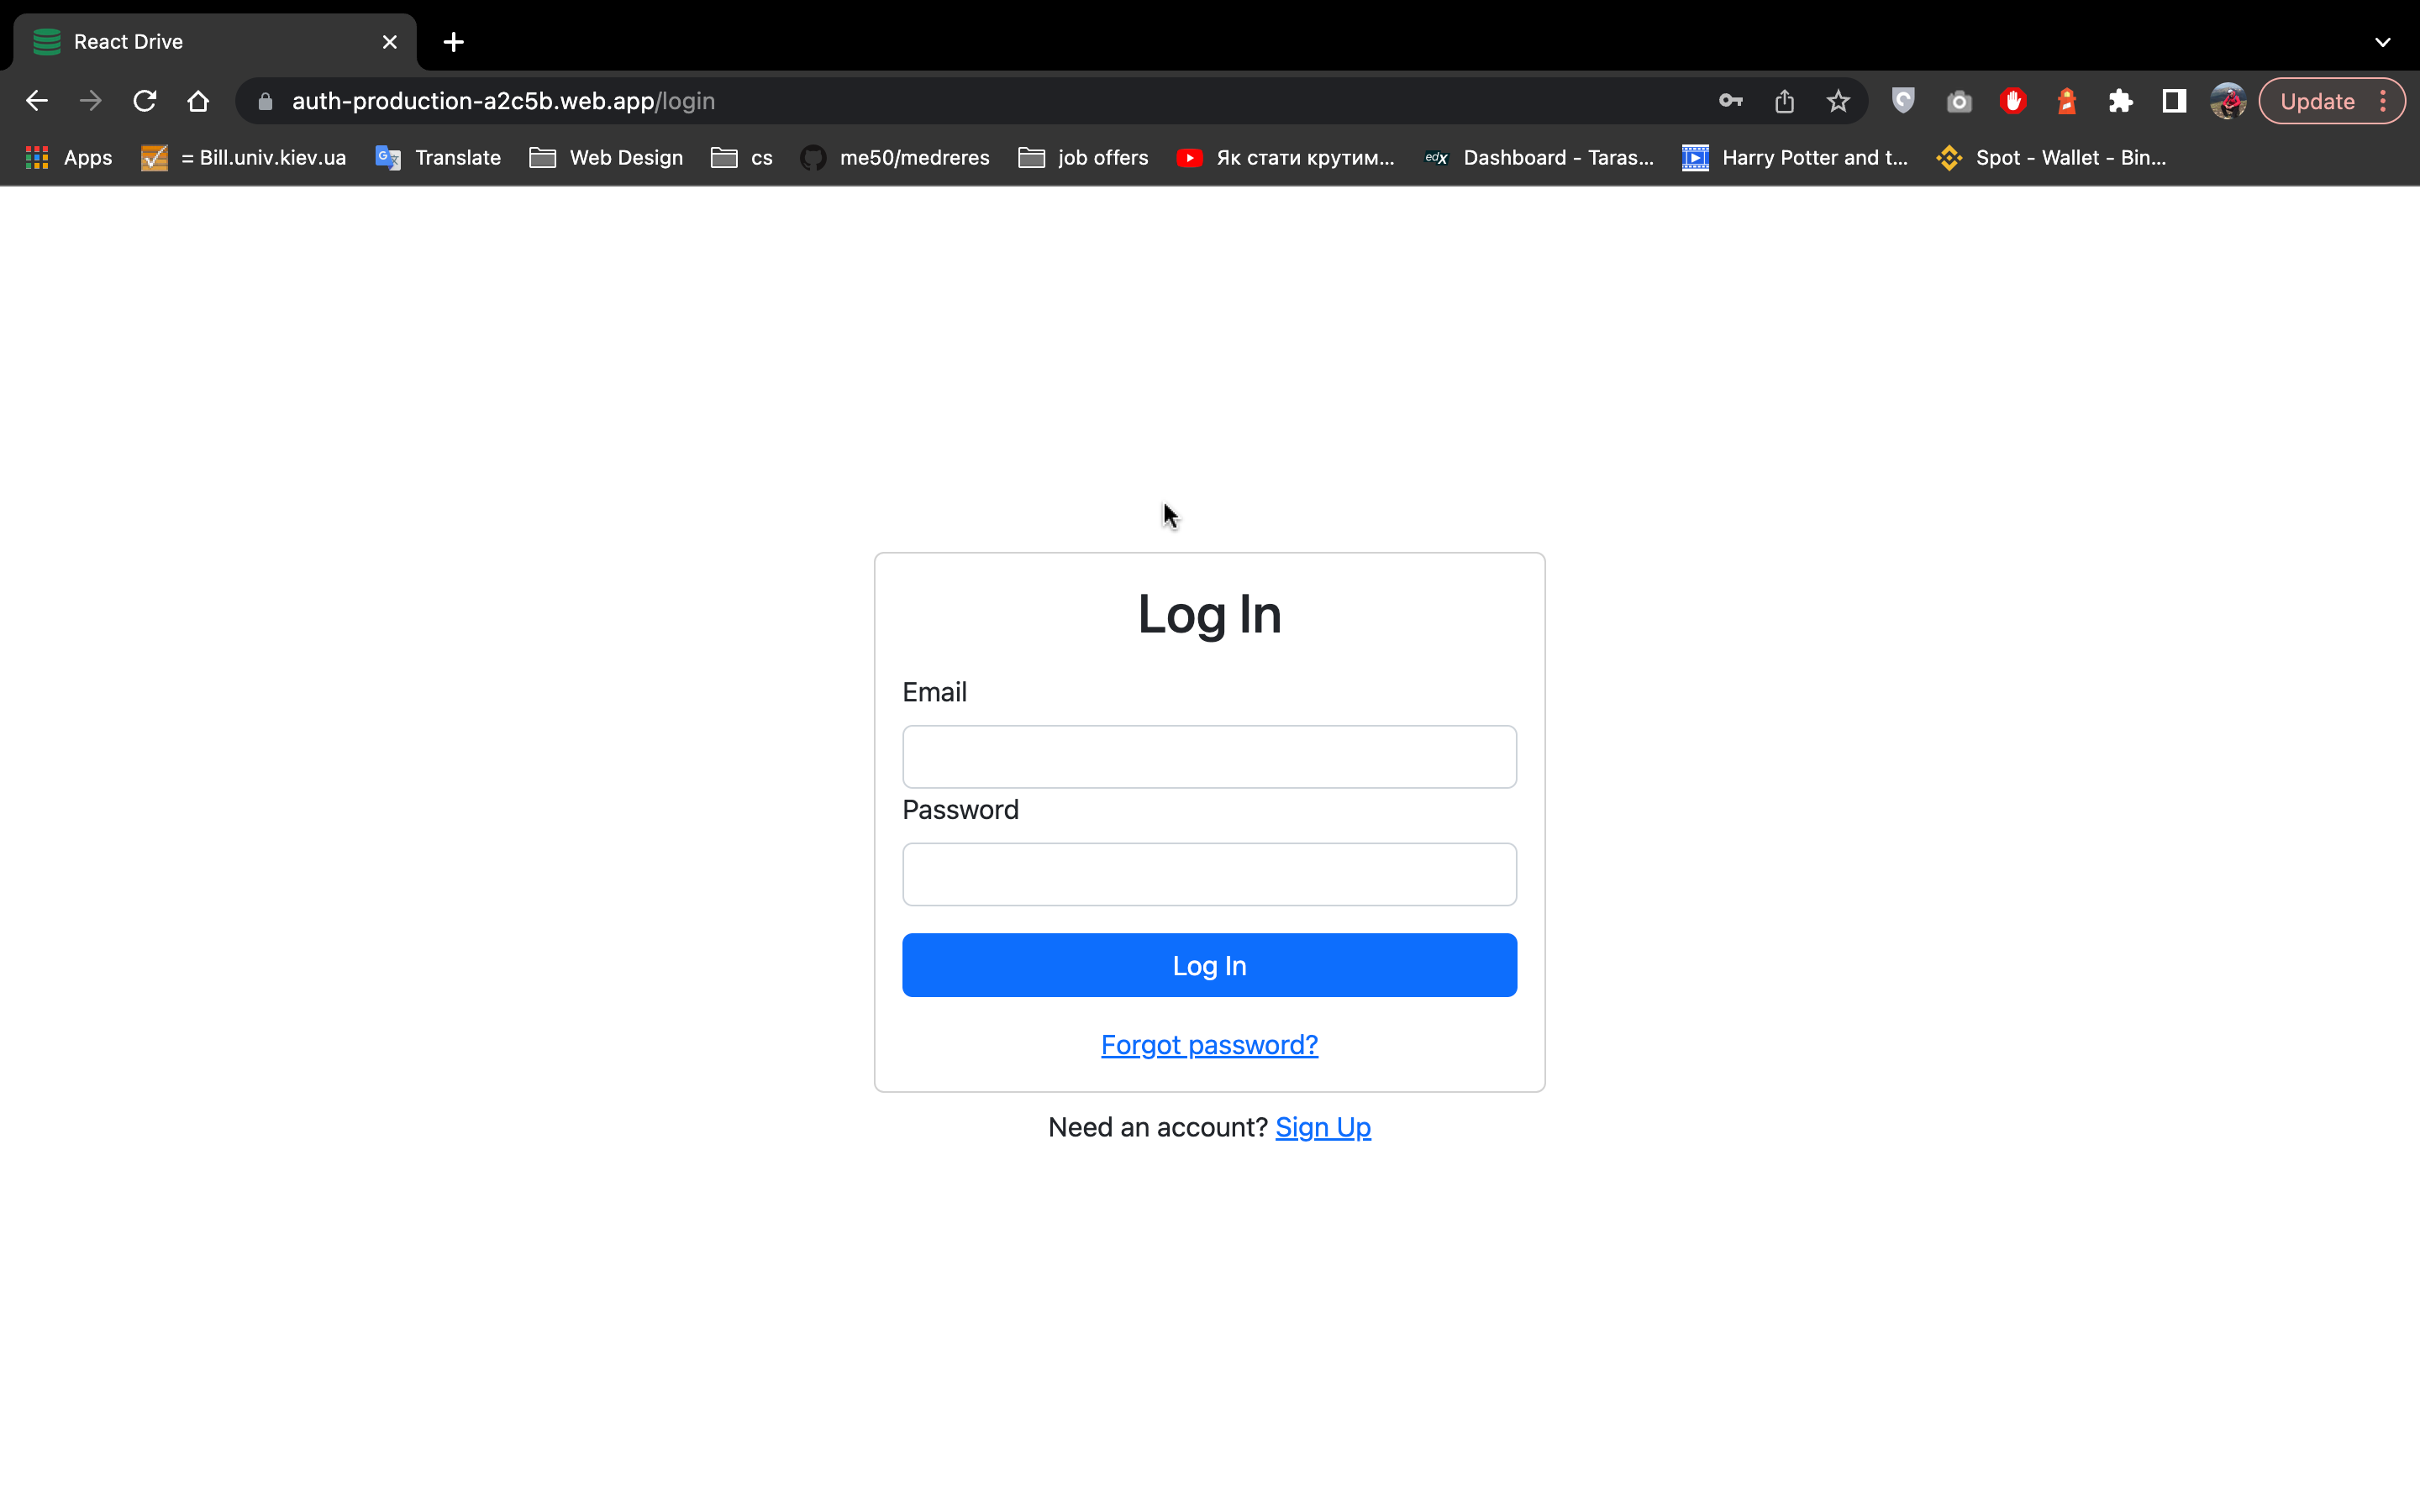 React Drive
auth-production-a2c5b.web.app/login
Update
Apps
= Bill.univ.kiev.ua
Translate
Web Design
cs
me50/medreres
job offers
Як стати крутим...
edX
Dashboard - Taras...
Harry Potter and t...
Spot - Wallet - Bin...
Log In
Email
Password
Log In
Forgot password?
Need an account? Sign Up